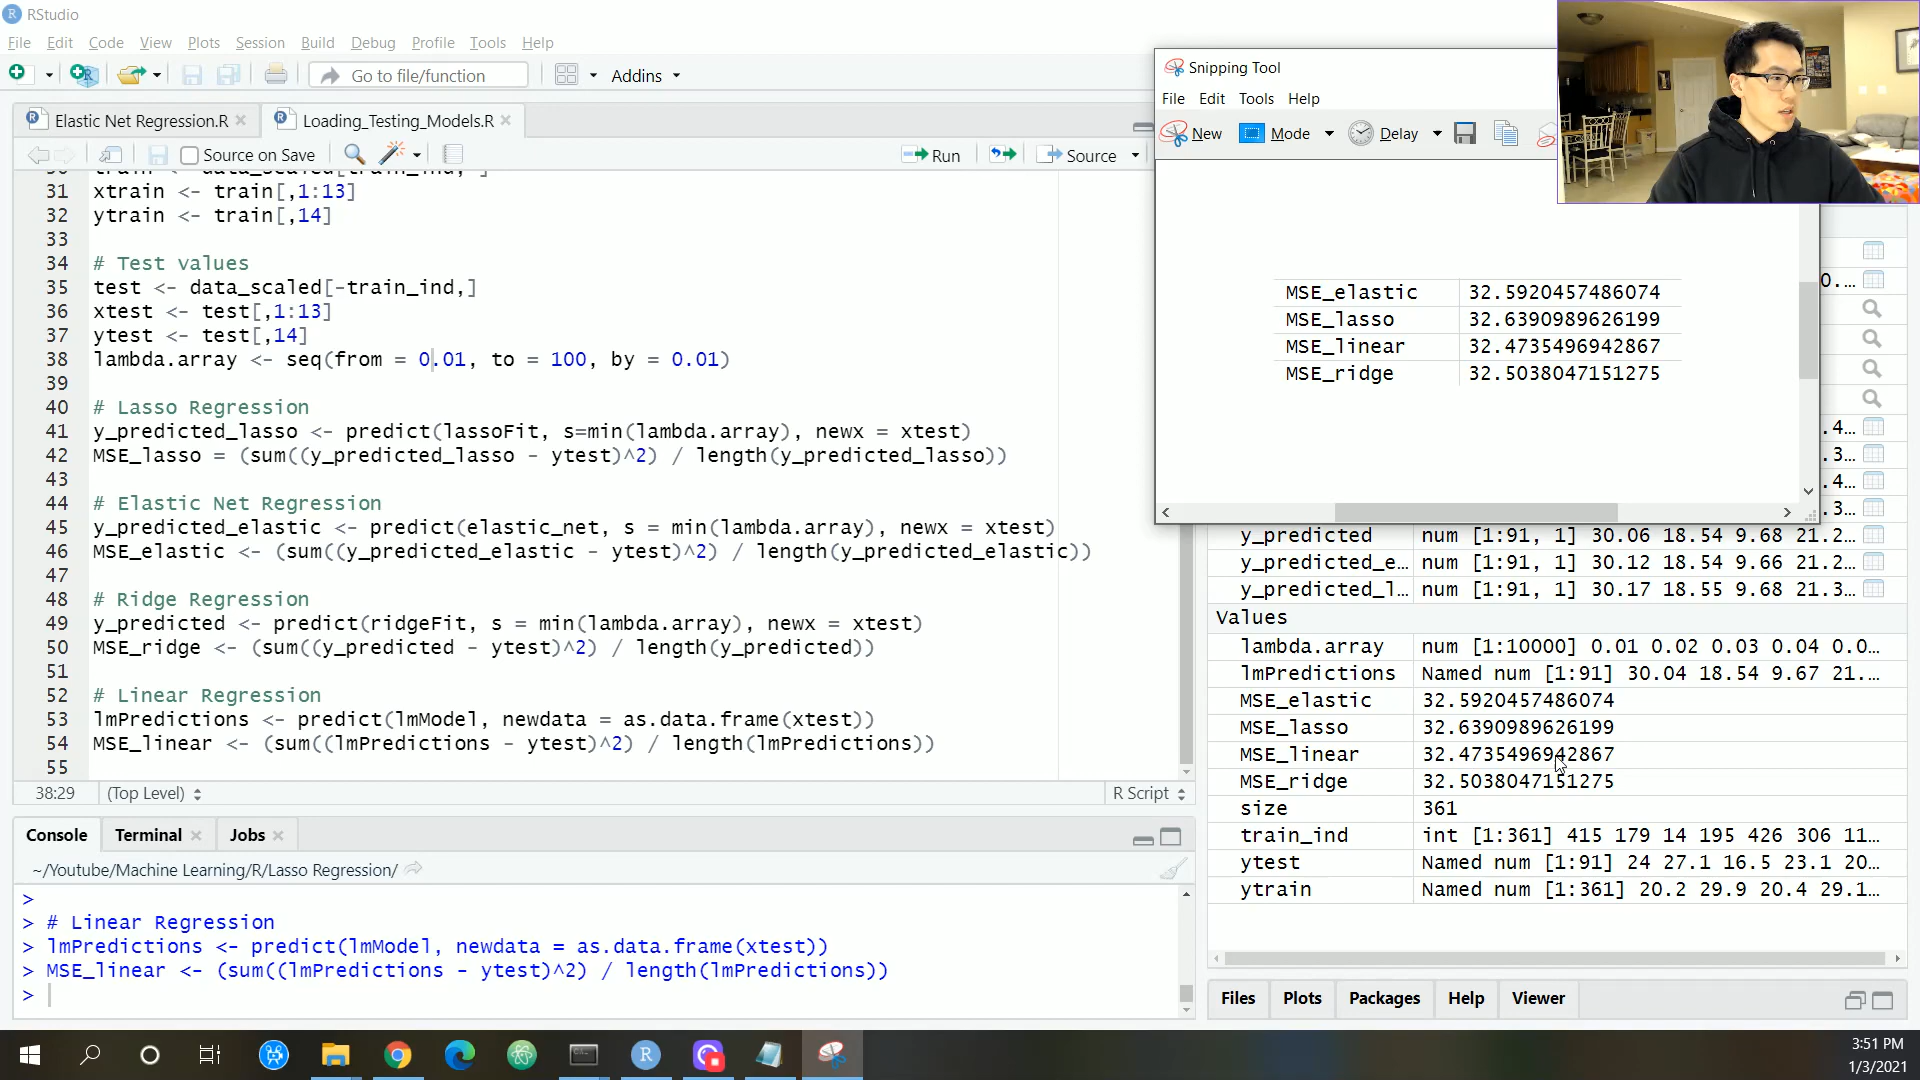 RStudio
File Edit Code View Plots Session Build Debug Profile Tools Help
Go to file/function
Addins
Elastic Net Regression.R
Loading_Testing_Models.R
Source on Save
Run
Source
31 xtrain <- train[,1:13]
32 ytrain <- train[,14]
33
34 # Test values
35 test <- data_scaled[-train_ind,]
36 xtest <- test[,1:13]
37 ytest <- test[,14]
38 lambda.array <- seq(from = 0.01, to = 100, by = 0.01)
39
40 # Lasso Regression
41 y_predicted_lasso <- predict(lassoFit, s=min(lambda.array), newx = xtest)
42 MSE_lasso = (sum((y_predicted_lasso - ytest)^2) / length(y_predicted_lasso))
43
44 # Elastic Net Regression
45 y_predicted_elastic <- predict(elastic_net, s = min(lambda.array), newx = xtest)
46 MSE_elastic <- (sum((y_predicted_elastic - ytest)^2) / length(y_predicted_elastic))
47
48 # Ridge Regression
49 y_predicted <- predict(ridgeFit, s = min(lambda.array), newx = xtest)
50 MSE_ridge <- (sum((y_predicted - ytest)^2) / length(y_predicted))
51
52 # Linear Regression
53 lmPredictions <- predict(lmModel, newdata = as.data.frame(xtest))
54 MSE_linear <- (sum((lmPredictions - ytest)^2) / length(lmPredictions))
55
38:29 (Top Level) R Script
Console Terminal Jobs
~/Youtube/Machine Learning/R/Lasso Regression/
>
> # Linear Regression
> lmPredictions <- predict(lmModel, newdata = as.data.frame(xtest))
> MSE_linear <- (sum((lmPredictions - ytest)^2) / length(lmPredictions))
>
Snipping Tool
File Edit Tools Help
New Mode Delay
MSE_elastic 32.5920457486074
MSE_lasso 32.6390989626199
MSE_linear 32.4735496942867
MSE_ridge 32.5038047151275
0.…
.4…
.3…
.4…
.3…
y_predicted num [1:91, 1] 30.06 18.54 9.68 21.2…
y_predicted_e… num [1:91, 1] 30.12 18.54 9.66 21.2…
y_predicted_l… num [1:91, 1] 30.17 18.55 9.68 21.3…
Values
lambda.array num [1:10000] 0.01 0.02 0.03 0.04 0.0…
lmPredictions Named num [1:91] 30.04 18.54 9.67 21.…
MSE_elastic 32.5920457486074
MSE_lasso 32.6390989626199
MSE_linear 32.4735496942867
MSE_ridge 32.5038047151275
size 361
train_ind int [1:361] 415 179 14 195 426 306 11…
ytest Named num [1:91] 24 27.1 16.5 23.1 20…
ytrain Named num [1:361] 20.2 29.9 20.4 29.1…
Files Plots Packages Help Viewer
3:51 PM
1/3/2021